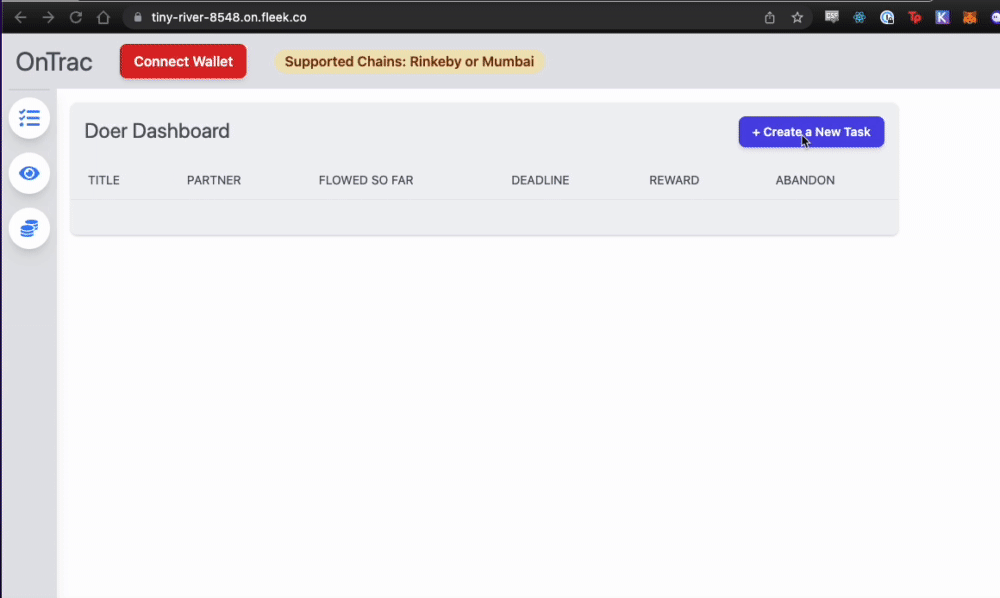 tiny-river-8548.on.fleek.co
OnTrac
Connect Wallet
Supported Chains: Rinkeby or Mumbai
Doer Dashboard
+ Create a New Task
TITLE PARTNER FLOWED SO FAR DEADLINE REWARD ABANDON